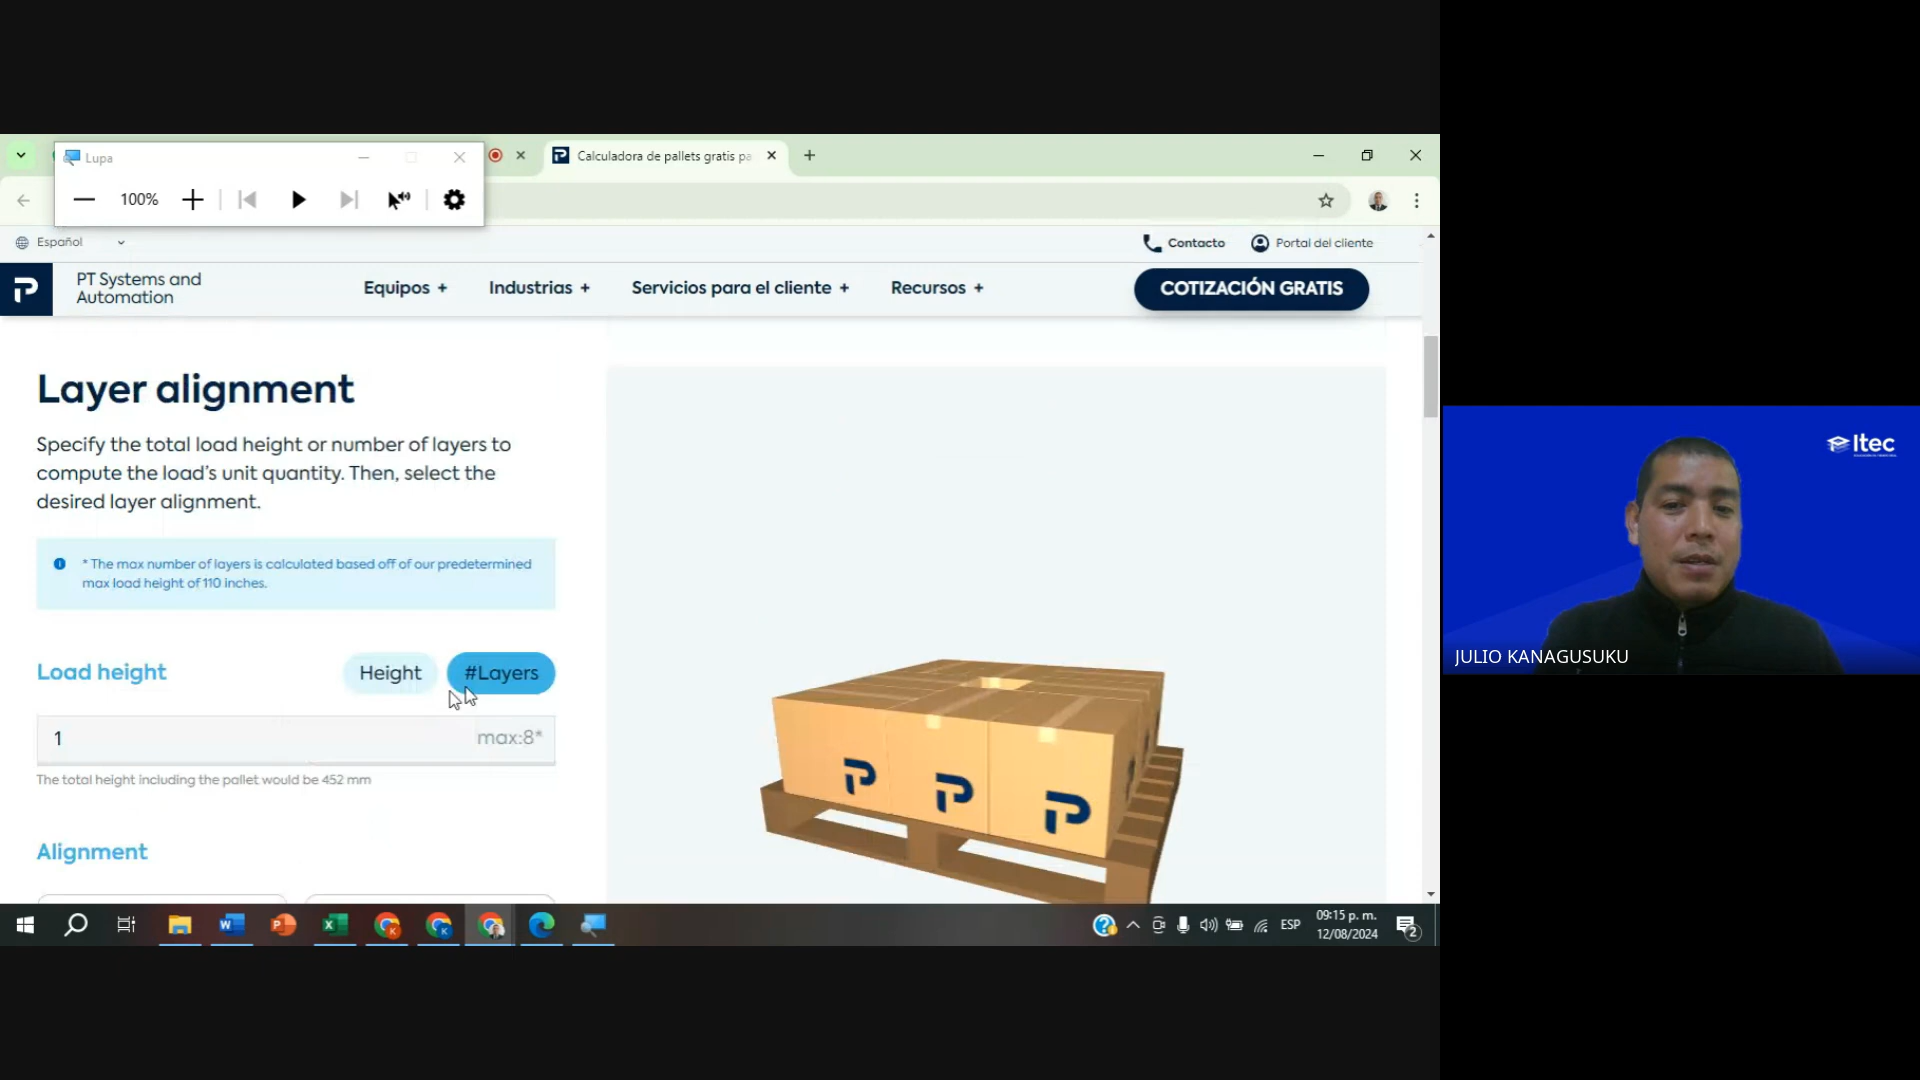 Lupa
100%
Calculadora de pallets gratis pa
Español
Contacto
Portal del cliente
PT Systems and
Automation
Equipos +
Industrias +
Servicios para el cliente +
Recursos +
COTIZACIÓN GRATIS
Layer alignment
Specify the total load height or number of layers to
compute the load's unit quantity. Then, select the
desired layer alignment.
* The max number of layers is calculated based off of our predetermined
max load height of 110 inches.
Load height
Height
#Layers
1
max:8*
The total height including the pallet would be 452 mm
Alignment
ESP
09:15 p. m.
12/08/2024
2
Itec
JULIO KANAGUSUKU